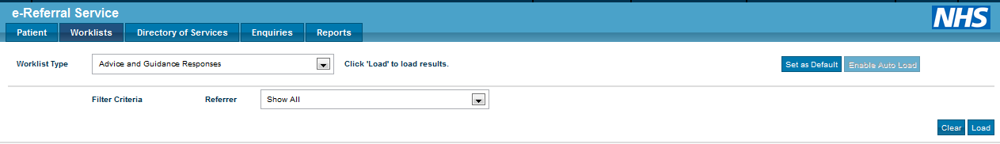 e-Referral Service
NHS
Patient Worklists Directory of Services Enquiries Reports
Worklist Type Advice and Guidance Responses Click 'Load' to load results. Set as Default Enable Auto Load
Filter Criteria Referrer Show All
Clear Load